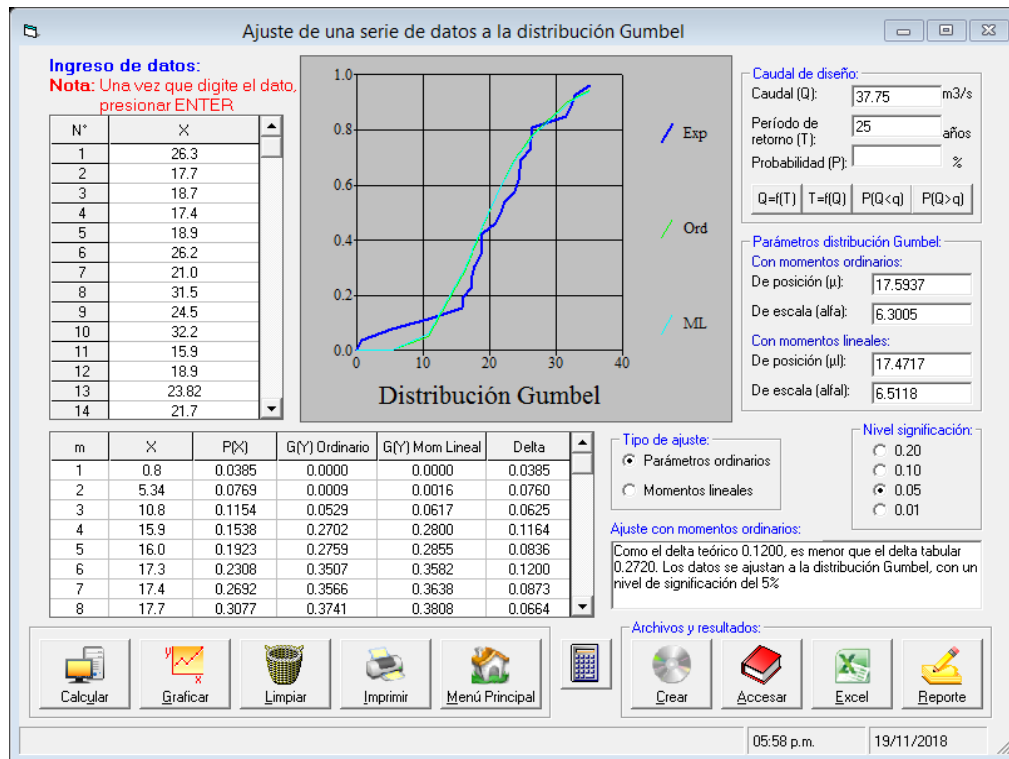 Ajuste de una serie de datos a la distribución Gumbel
Ingreso de datos:
Nota: Una vez que digite el dato,
presionar ENTER
N° X
1 26.3
2 17.7
3 18.7
4 17.4
5 18.9
6 26.2
7 21.0
8 31.5
9 24.5
10 32.2
11 15.9
12 18.9
13 23.82
14 21.7
1.0
0.8
0.6
0.4
0.2
0.0
0 10 20 30 40
Exp
Ord
ML
Distribución Gumbel
Caudal de diseño:
Caudal (Q): 37.75 m3/s
Período de
retorno (T): 25 años
Probabilidad (P): %
Q=f(T) T=f(Q) P(Q<q) P(Q>q)
Parámetros distribución Gumbel:
Con momentos ordinarios:
De posición (µ): 17.5937
De escala (alfa): 6.3005
Con momentos lineales:
De posición (µl): 17.4717
De escala (alfal): 6.5118
m X P(X) G(Y) Ordinario G(Y) Mom Lineal Delta
1 0.8 0.0385 0.0000 0.0000 0.0385
2 5.34 0.0769 0.0009 0.0016 0.0760
3 10.8 0.1154 0.0529 0.0617 0.0625
4 15.9 0.1538 0.2702 0.2800 0.1164
5 16.0 0.1923 0.2759 0.2855 0.0836
6 17.3 0.2308 0.3507 0.3582 0.1200
7 17.4 0.2692 0.3566 0.3638 0.0873
8 17.7 0.3077 0.3741 0.3808 0.0664
Tipo de ajuste:
Parámetros ordinarios
Momentos lineales
Nivel significación:
0.20
0.10
0.05
0.01
Ajuste con momentos ordinarios:
Como el delta teórico 0.1200, es menor que el delta tabular
0.2720. Los datos se ajustan a la distribución Gumbel, con un
nivel de significación del 5%
Calcular Graficar Limpiar Imprimir Menú Principal
Archivos y resultados:
Crear Accesar Excel Reporte
05:58 p.m. 19/11/2018